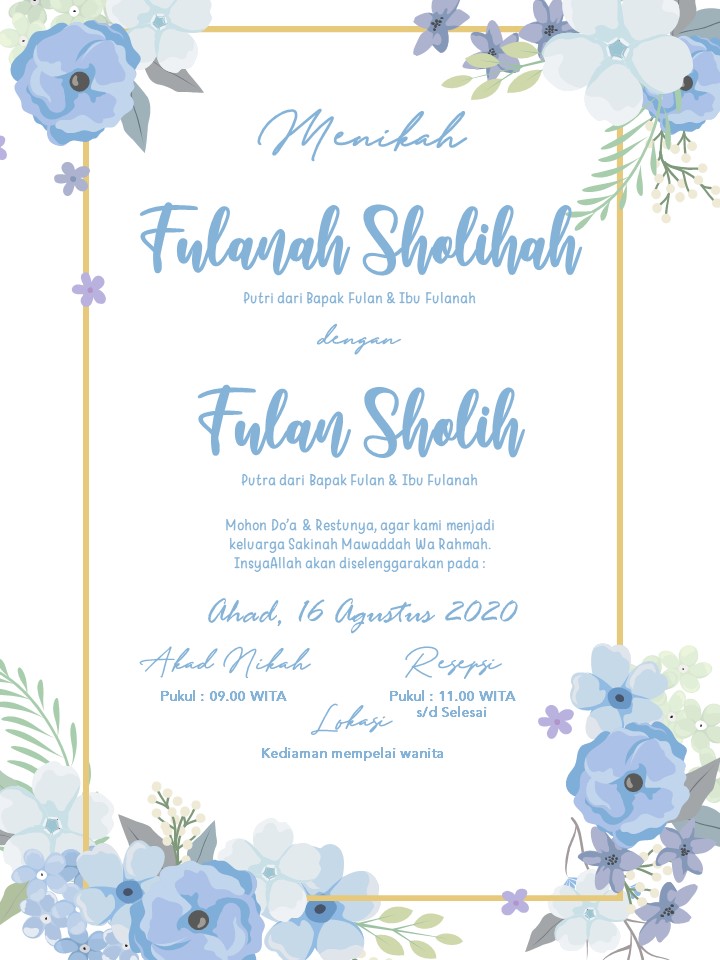 Menikah
Fulanah Sholihah
Putri dari Bapak Fulan & Ibu Fulanah
dengan
Fulan Sholih
Putra dari Bapak Fulan & Ibu Fulanah
Mohon Do'a & Restunya, agar kami menjadi
keluarga Sakinah Mawaddah Wa Rahmah.
InsyaAllah akan diselenggarakan pada :
Ahad, 16 Agustus 2020
Akad Nikah
Pukul : 09.00 WITA
Resepsi
Pukul : 11.00 WITA
s/d Selesai
Lokasi
Kediaman mempelai wanita